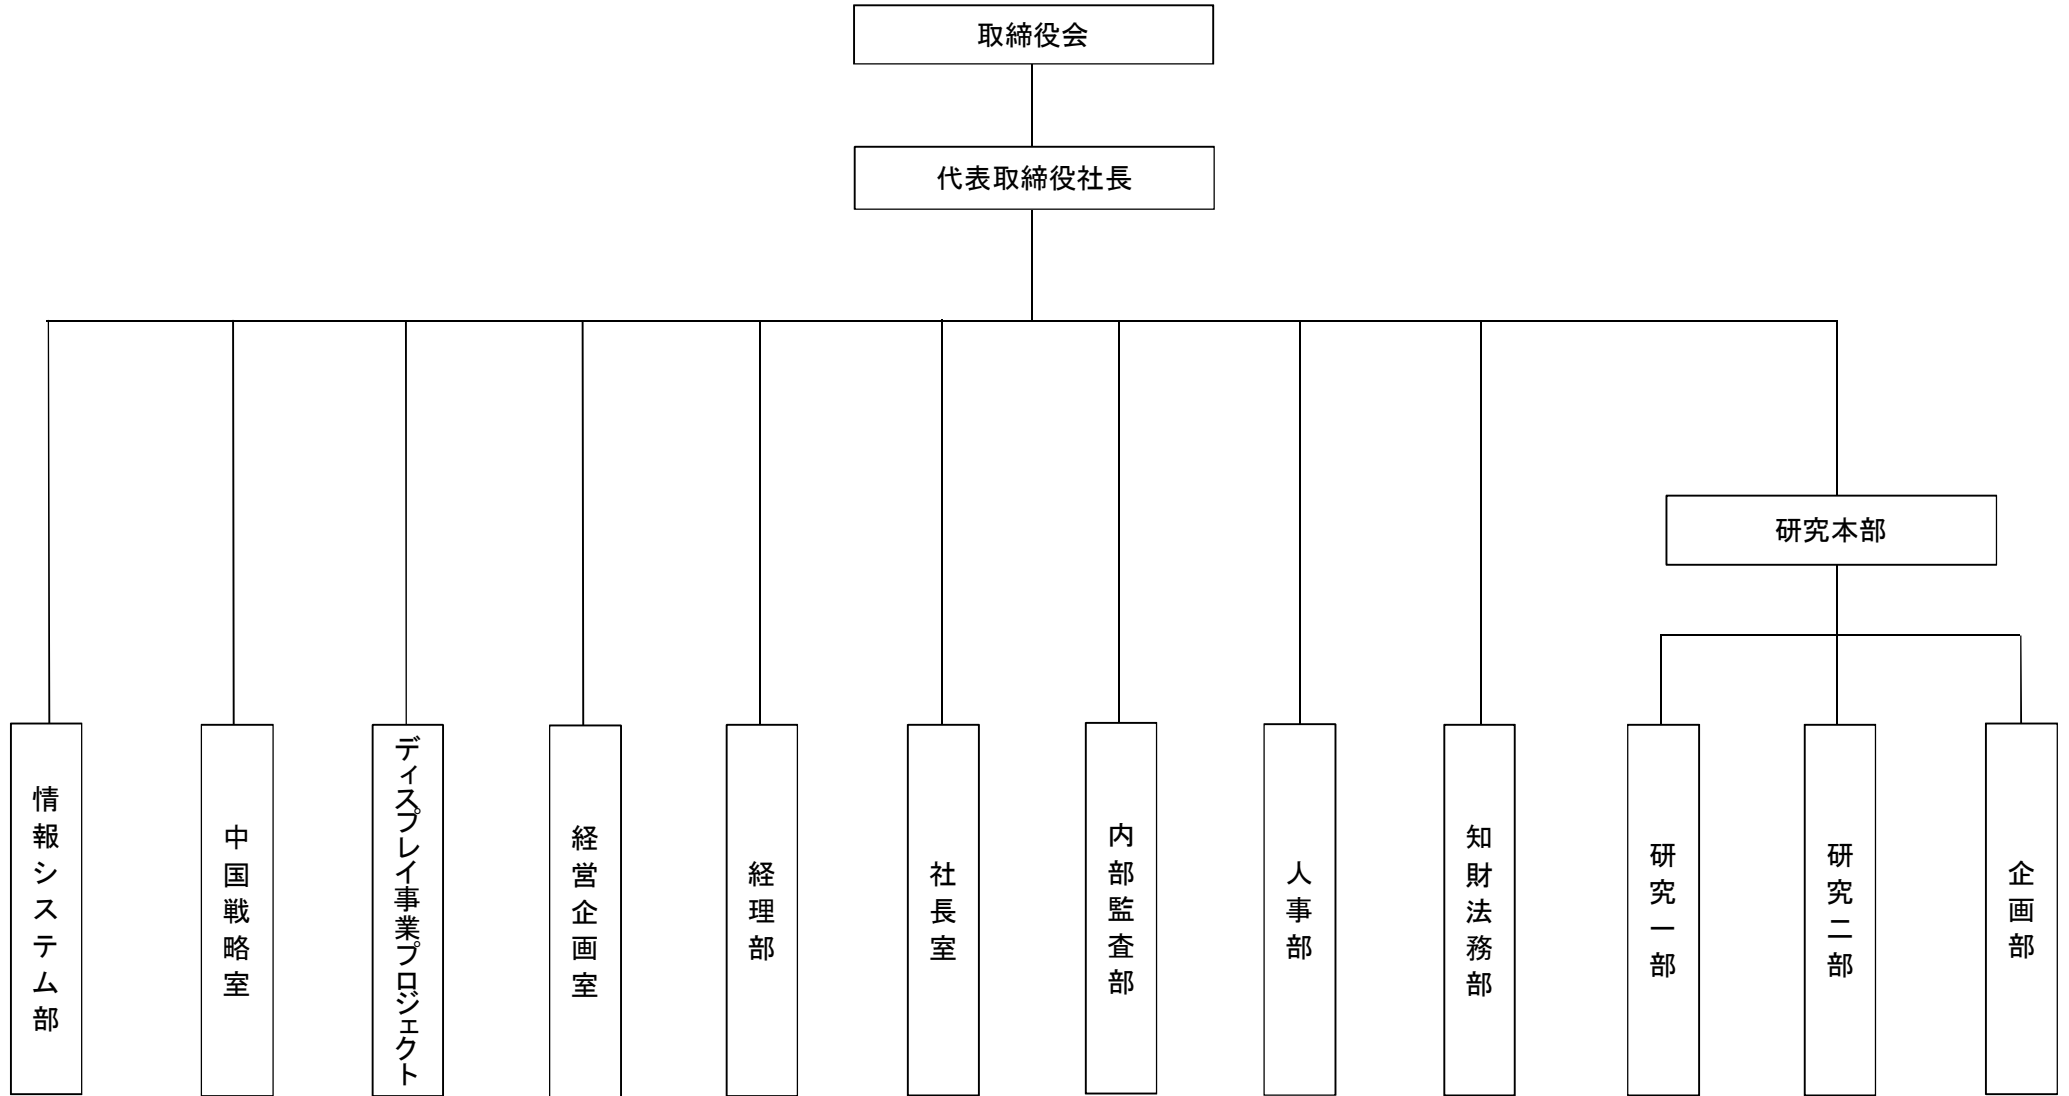 取締役会
代表取締役社長
研究本部
情報システム部
中国戦略室
ディスプレイ事業プロジェクト
経営企画室
経理部
社長室
内部監査部
人事部
知財法務部
研究一部
研究二部
企画部